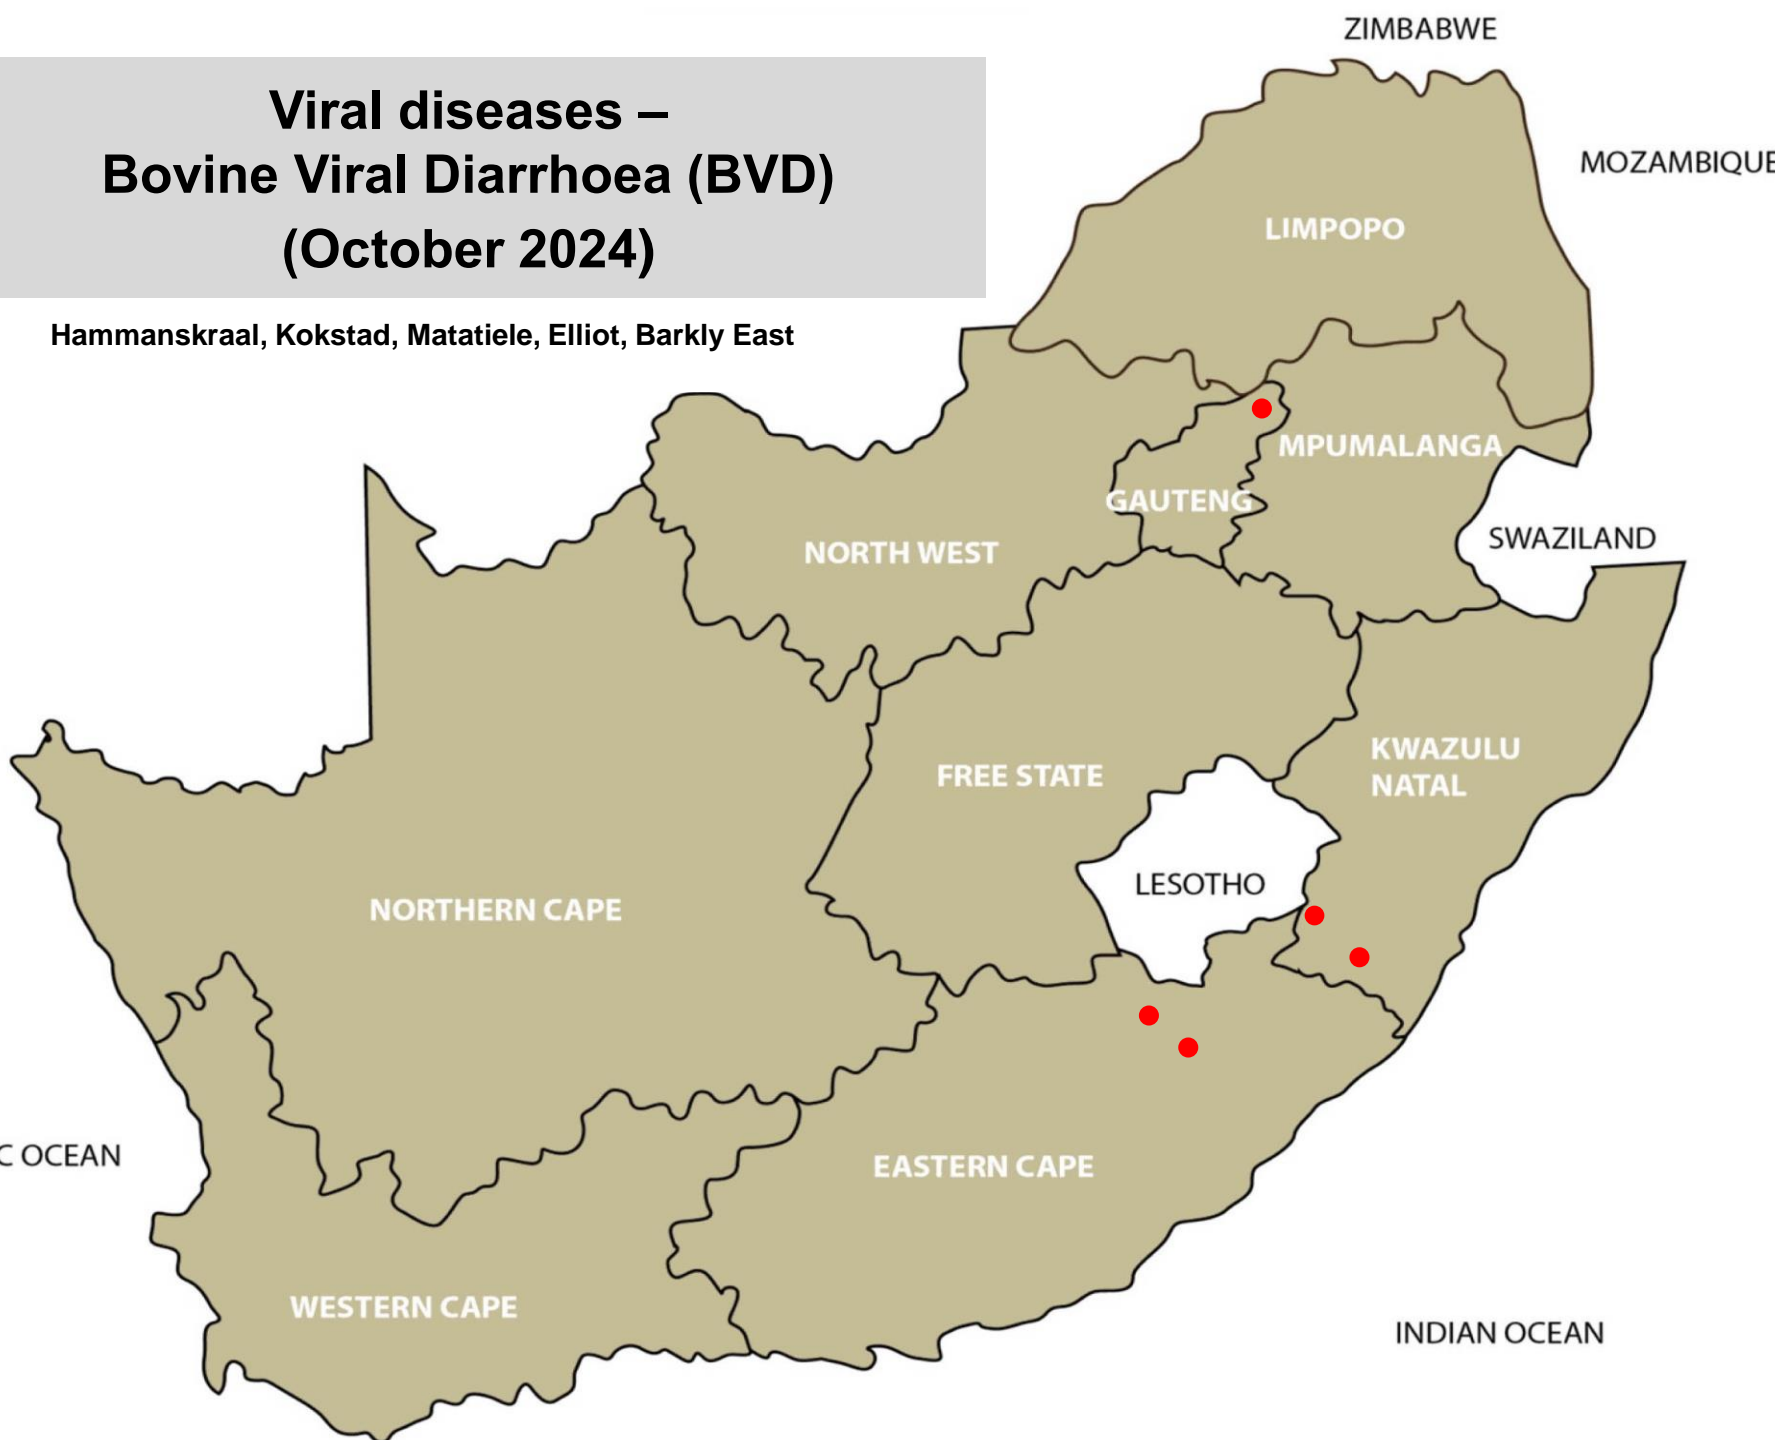 Viral diseases –
Bovine Viral Diarrhoea (BVD)
(October 2024)
Hammanskraal, Kokstad, Matatiele, Elliot, Barkly East
ZIMBABWE
MOZAMBIQUE
LIMPOPO
MPUMALANGA
GAUTENG
SWAZILAND
NORTH WEST
KWAZULU
NATAL
FREE STATE
LESOTHO
NORTHERN CAPE
C OCEAN
EASTERN CAPE
WESTERN CAPE
INDIAN OCEAN